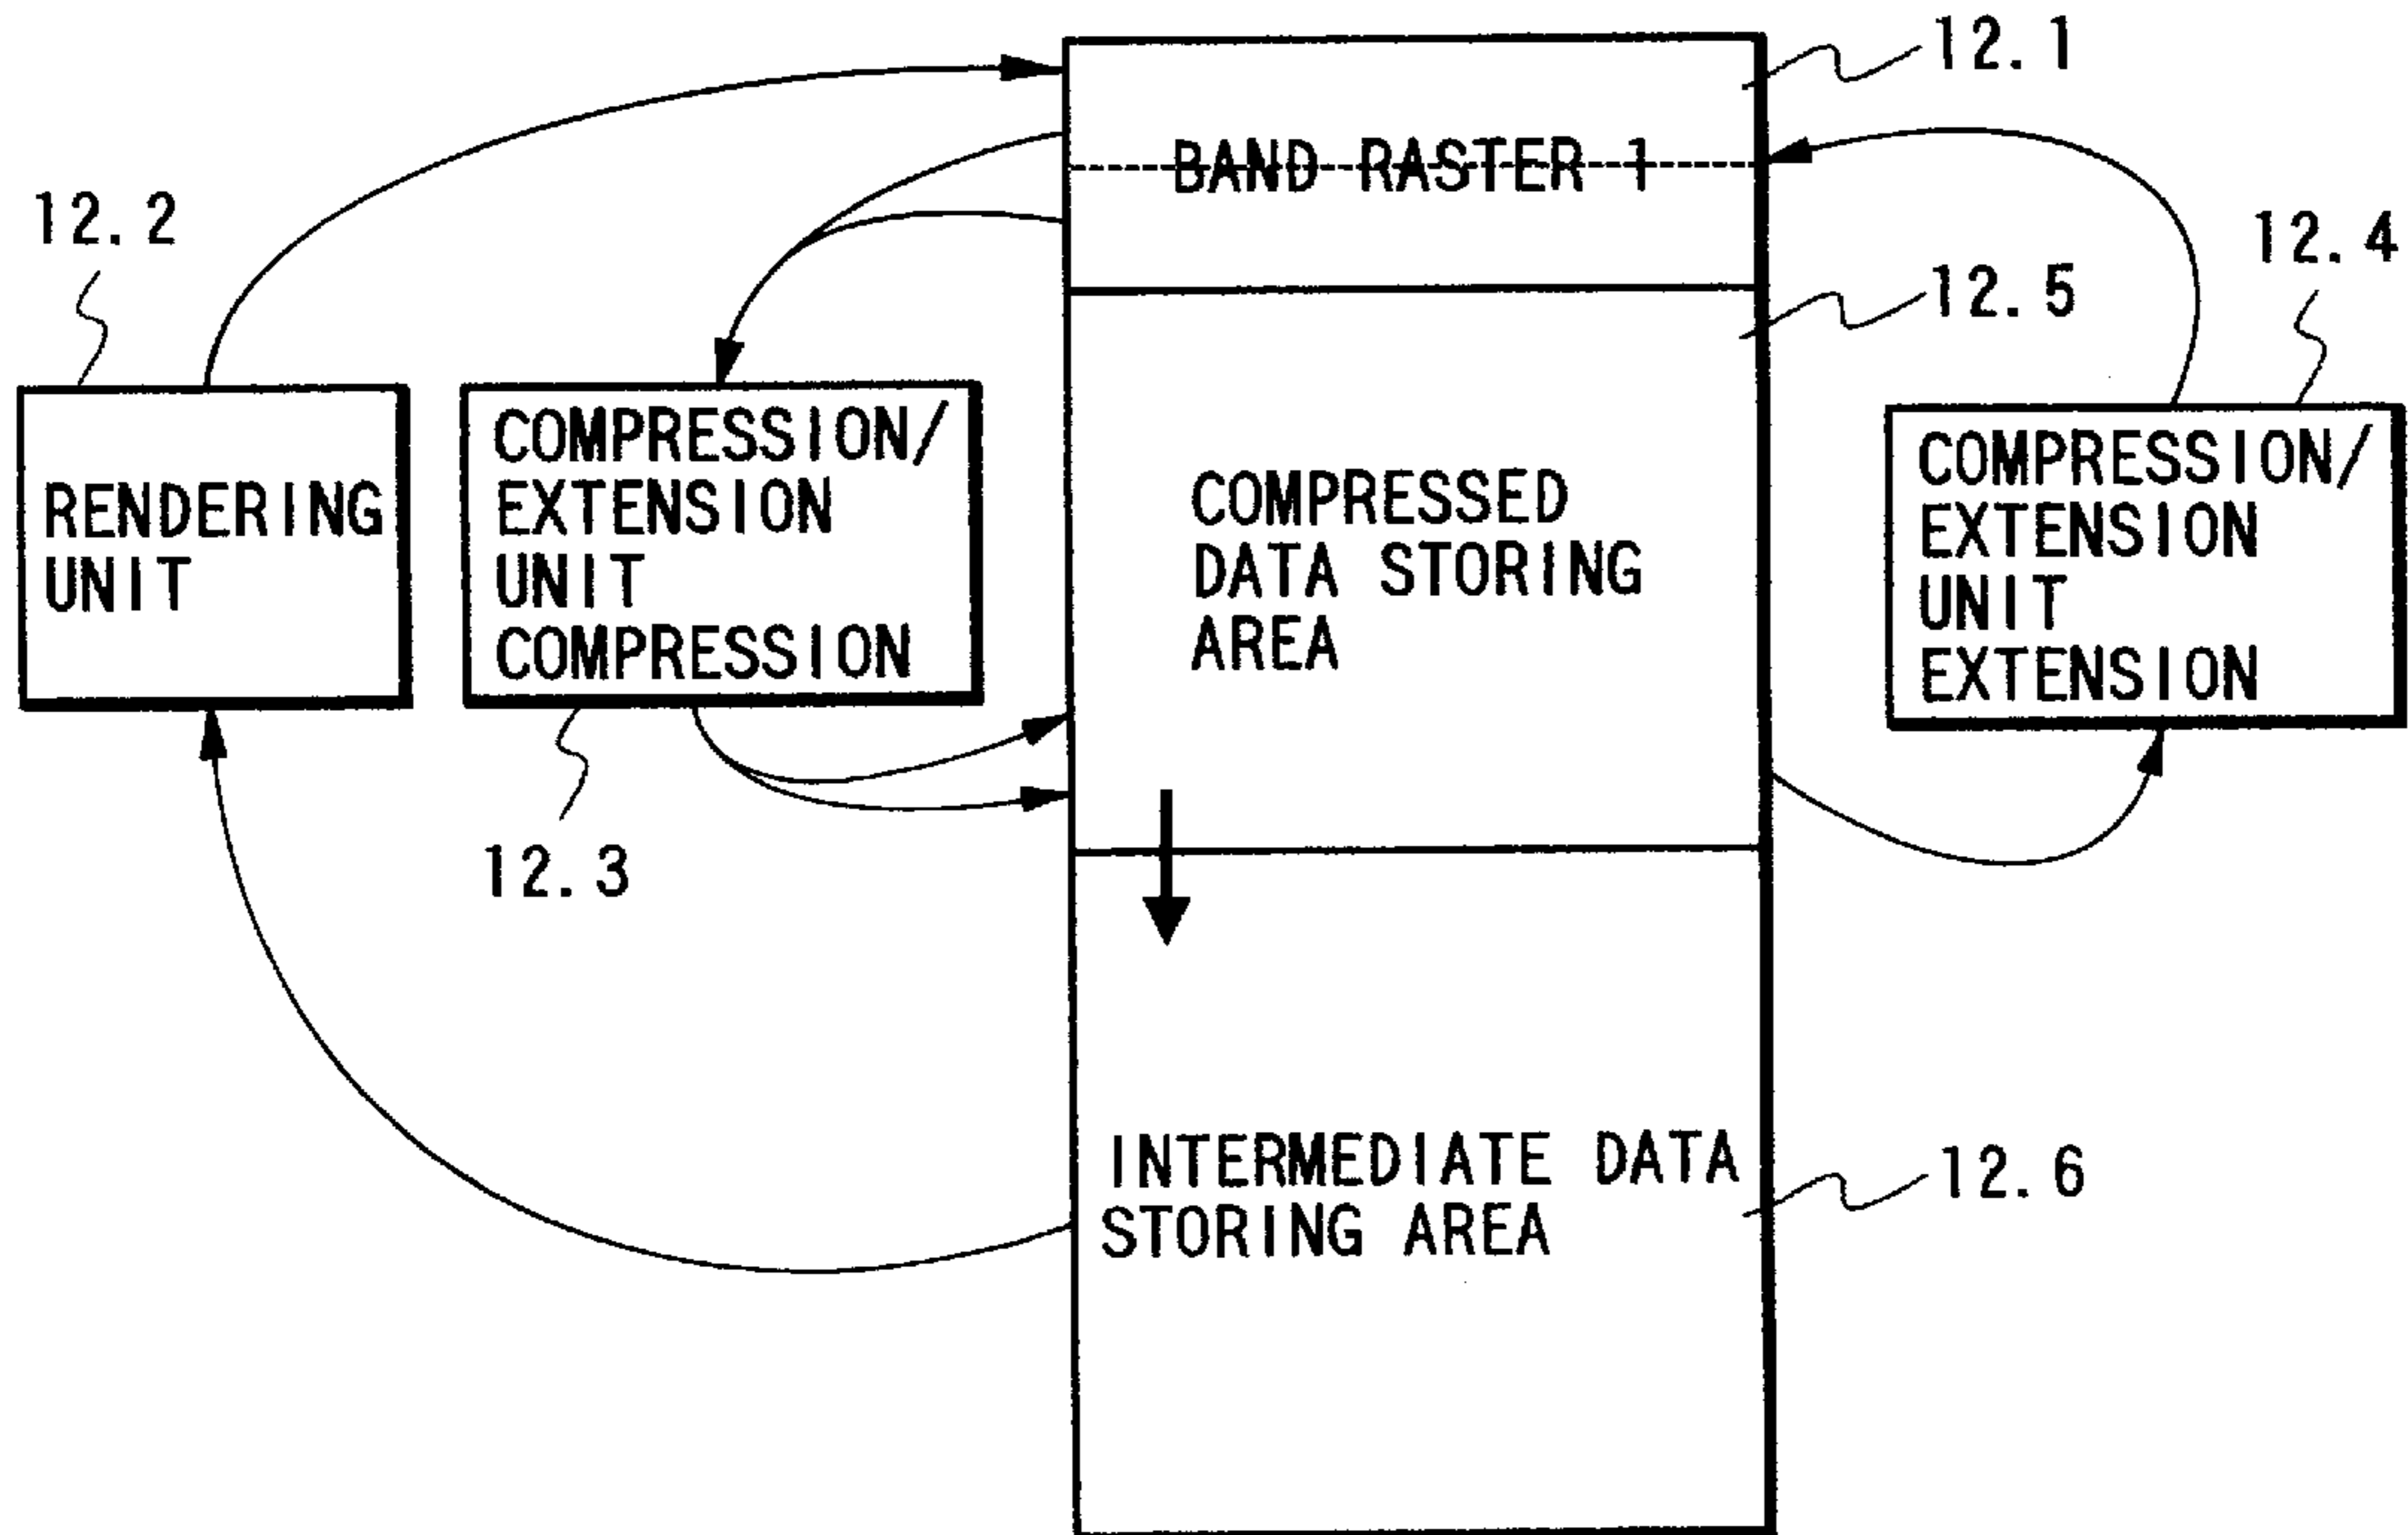 12.1
BAND RASTER 1
12.2
12.4
12.5
RENDERING
UNIT
COMPRESSION/
EXTENSION
UNIT
COMPRESSION
COMPRESSED
DATA STORING
AREA
COMPRESSION/
EXTENSION
UNIT
EXTENSION
12.3
INTERMEDIATE DATA
STORING AREA
12.6